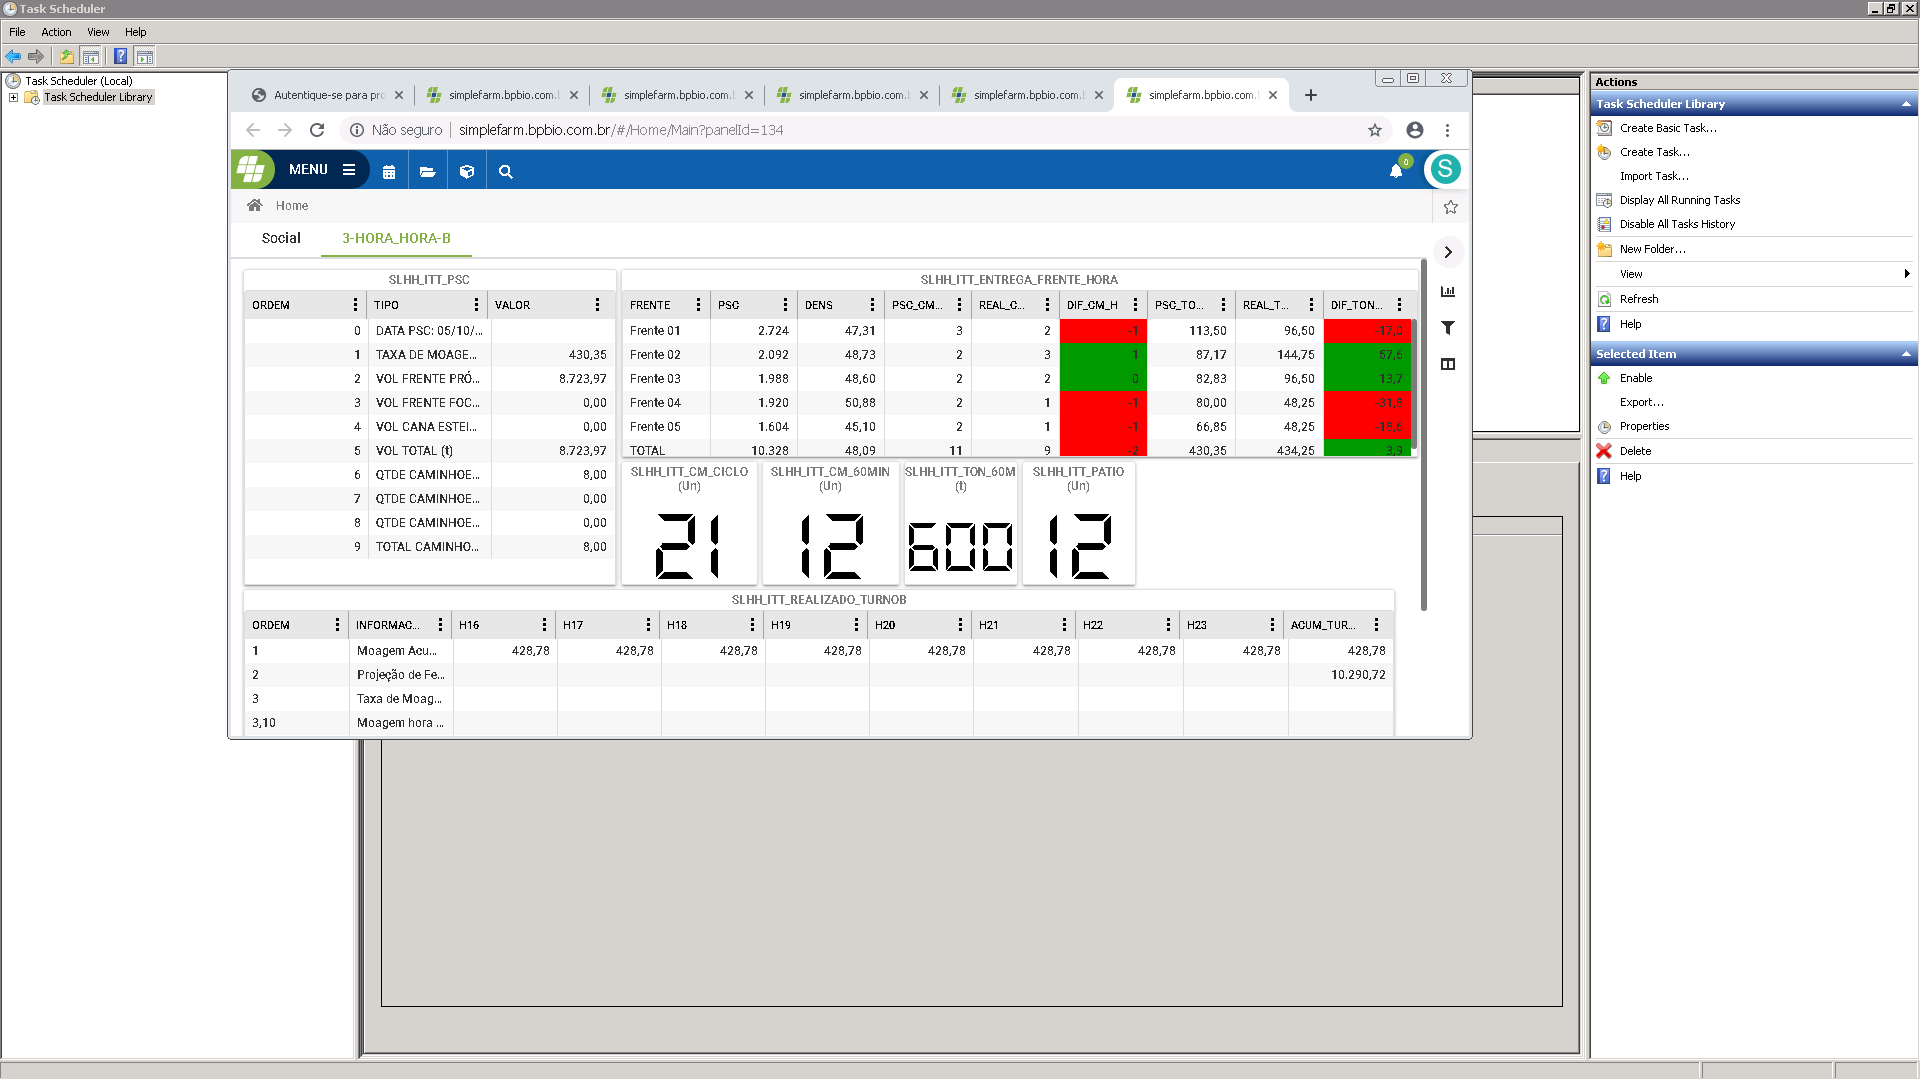 Task Scheduler
File Action View Help
Task Scheduler (Local)
Task Scheduler Library
Autentique-se para pro
simplefarm.bpbio.com.b
simplefarm.bpbio.com.b
simplefarm.bpbio.com.b
simplefarm.bpbio.com.b
simplefarm.bpbio.com.b
Não seguro simplefarm.bpbio.com.br/#/Home/Main?panelId=134
MENU
0
S
Home
Social 3-HORA_HORA-B
SLHH_ITT_PSC
ORDEM TIPO VALOR
0 DATA PSC: 05/10/...
1 TAXA DE MOAGE... 430,35
2 VOL FRENTE PRÓ... 8.723,97
3 VOL FRENTE FOC... 0,00
4 VOL CANA ESTEI... 0,00
5 VOL TOTAL (t) 8.723,97
6 QTDE CAMINHOE... 8,00
7 QTDE CAMINHOE... 0,00
8 QTDE CAMINHOE... 0,00
9 TOTAL CAMINHO... 8,00
SLHH_ITT_ENTREGA_FRENTE_HORA
FRENTE PSC DENS PSC_CM... REAL_C... DIF_CM_H PSC_TO... REAL_T... DIF_TON...
Frente 01 2.724 47,31 3 2 -1 113,50 96,50 -17,0
Frente 02 2.092 48,73 2 3 1 87,17 144,75 57,6
Frente 03 1.988 48,60 2 2 0 82,83 96,50 13,7
Frente 04 1.920 50,88 2 1 -1 80,00 48,25 -31,8
Frente 05 1.604 45,10 2 1 -1 66,85 48,25 -18,6
TOTAL 10.328 48,09 11 9 -2 430,35 434,25 3,9
SLHH_ITT_CM_CICLO
(Un)
21
SLHH_ITT_CM_60MIN
(Un)
12
SLHH_ITT_TON_60M
(t)
600
SLHH_ITT_PATIO
(Un)
12
SLHH_ITT_REALIZADO_TURNOB
ORDEM INFORMAC... H16 H17 H18 H19 H20 H21 H22 H23 ACUM_TUR...
1 Moagem Acu... 428,78 428,78 428,78 428,78 428,78 428,78 428,78 428,78 428,78
2 Projeção de Fe... 10.290,72
3 Taxa de Moag...
3,10 Moagem hora ...
Actions
Task Scheduler Library
Create Basic Task...
Create Task...
Import Task...
Display All Running Tasks
Disable All Tasks History
New Folder...
View
Refresh
Help
Selected Item
Enable
Export...
Properties
Delete
Help